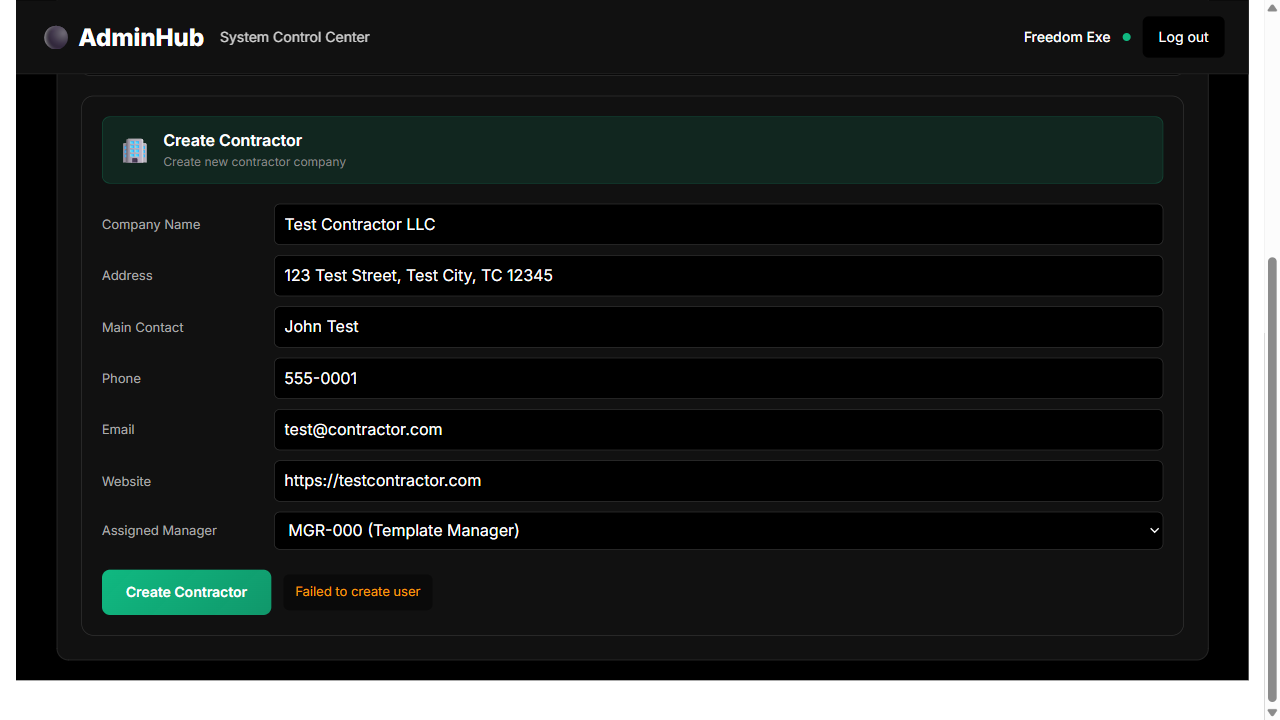 AdminHub System Control Center Freedom Exe Log out
Create Contractor
Create new contractor company
Company Name Test Contractor LLC
Address 123 Test Street, Test City, TC 12345
Main Contact John Test
Phone 555-0001
Email test@contractor.com
Website https://testcontractor.com
Assigned Manager MGR-000 (Template Manager)
Create Contractor Failed to create user